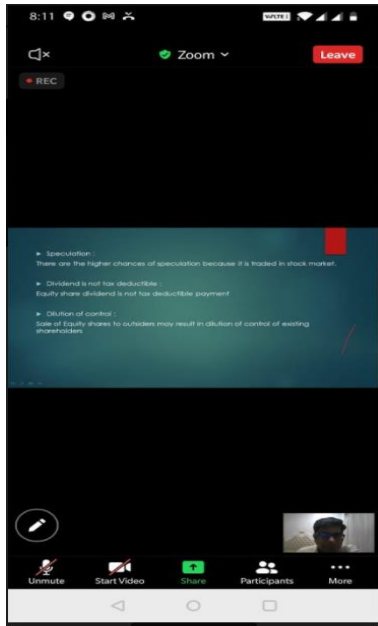 8:11
Zoom
Leave
REC
Speculation :
There are the higher chances of speculation because it is traded in stock market.
Dividend is not tax deductible :
Equity share dividend is not tax deductible payment
Dilution of control :
Sale of Equity shares to outsiders may result in dilution of control of existing
shareholders.
Unmute
Start Video
Share
Participants
More